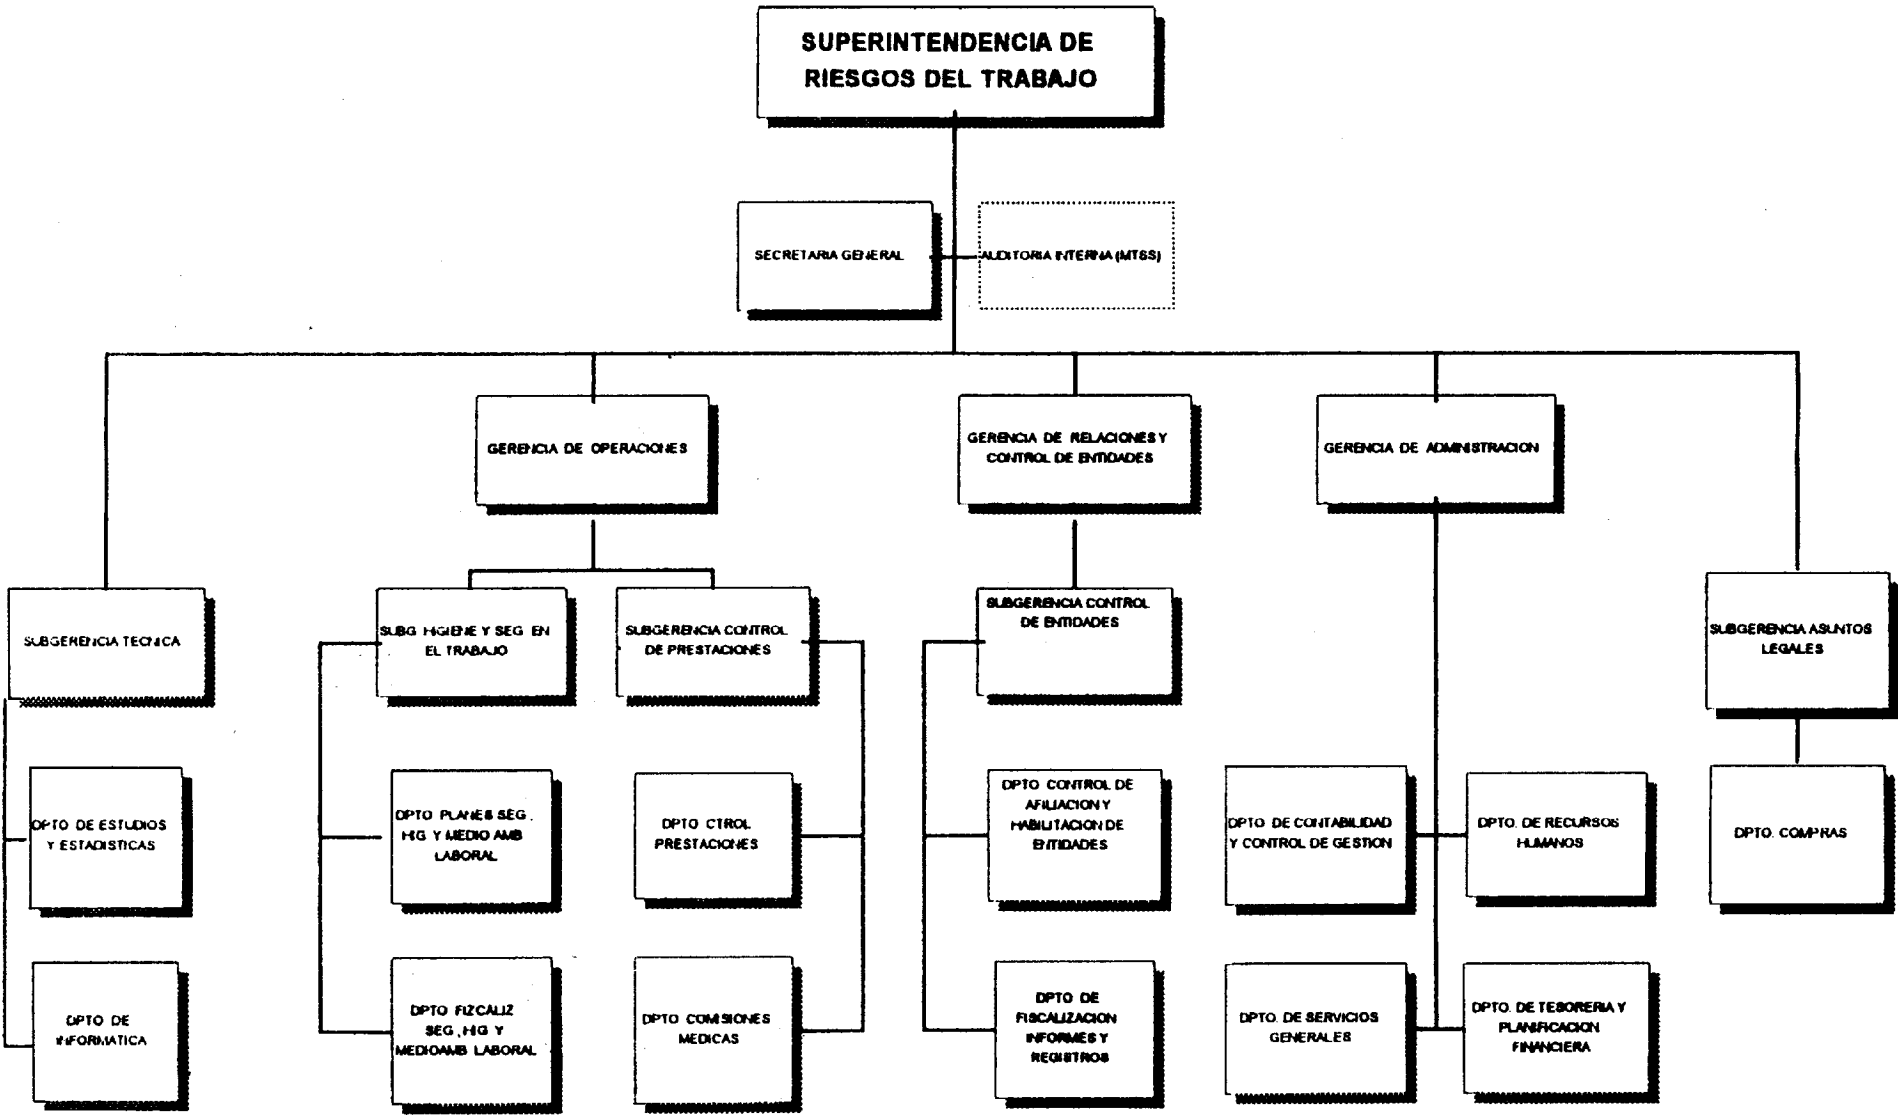 SUPERINTENDENCIA DE
RIESGOS DEL TRABAJO
SECRETARIA GENERAL
AUDITORIA INTERNA (MTSS)
GERENCIA DE OPERACIONES
GERENCIA DE RELACIONES Y
CONTROL DE ENTIDADES
GERENCIA DE ADMINISTRACION
SUBGERENCIA TECNICA
SUBG HIGIENE Y SEG EN
EL TRABAJO
SUBGERENCIA CONTROL
DE PRESTACIONES
SUBGERENCIA CONTROL
DE ENTIDADES
SUBGERENCIA ASUNTOS
LEGALES
DPTO DE ESTUDIOS
Y ESTADISTICAS
DPTO PLANES SEG,
HIG Y MEDIO AMB
LABORAL
DPTO CTROL
PRESTACIONES
DPTO CONTROL DE
AFILIACION Y
HABILITACION DE
ENTIDADES
DPTO DE CONTABILIDAD
Y CONTROL DE GESTION
DPTO. DE RECURSOS
HUMANOS
DPTO. COMPRAS
DPTO DE
INFORMATICA
DPTO FIZCALIZ
SEG, HIG Y
MEDIOAMB LABORAL
DPTO COMISIONES
MEDICAS
DPTO DE
FISCALIZACION
INFORMES Y
REGISTROS
DPTO. DE SERVICIOS
GENERALES
DPTO. DE TESORERIA Y
PLANIFICACION
FINANCIERA